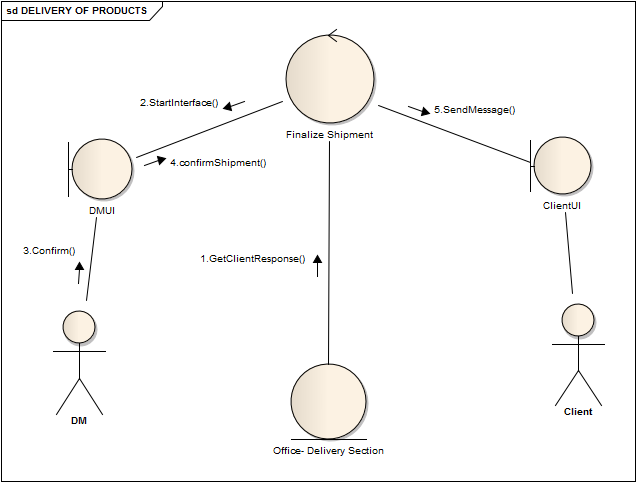 sd DELIVERY OF PRODUCTS
2.StartInterface()
5.SendMessage()
Finalize Shipment
4.confirmShipment()
DMUI
ClientUI
3.Confirm()
1.GetClientResponse()
DM
Client
Office- Delivery Section